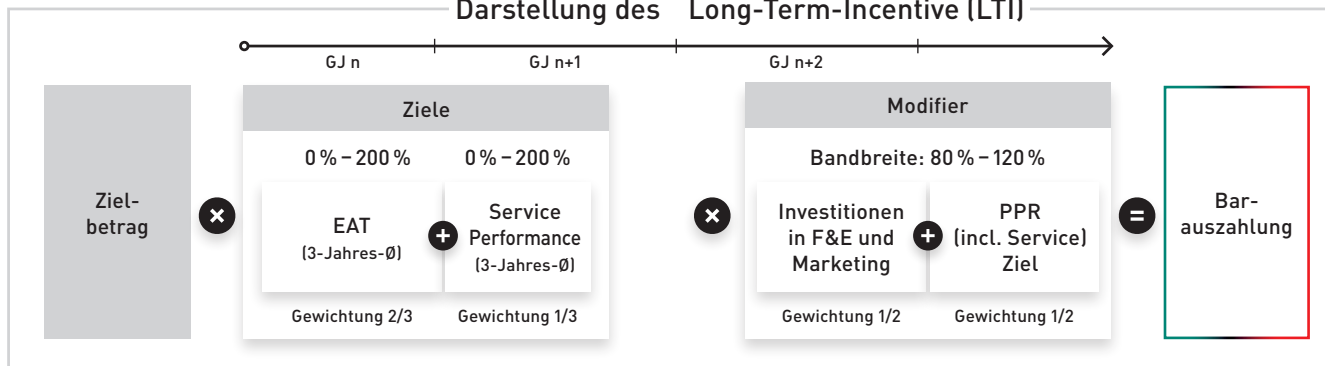 Darstellung des Long-Term-Incentive (LTI)
GJ n GJ n+1 GJ n+2
Ziele
0 % – 200 % 0 % – 200 %
Ziel-
betrag
×
EAT
(3-Jahres-Ø)
+
Service
Performance
(3-Jahres-Ø)
Gewichtung 2/3 Gewichtung 1/3
×
Modifier
Bandbreite: 80 % – 120 %
Investitionen
in F&E und
Marketing
+
PPR
(incl. Service)
Ziel
Gewichtung 1/2 Gewichtung 1/2
=
Bar-
auszahlung